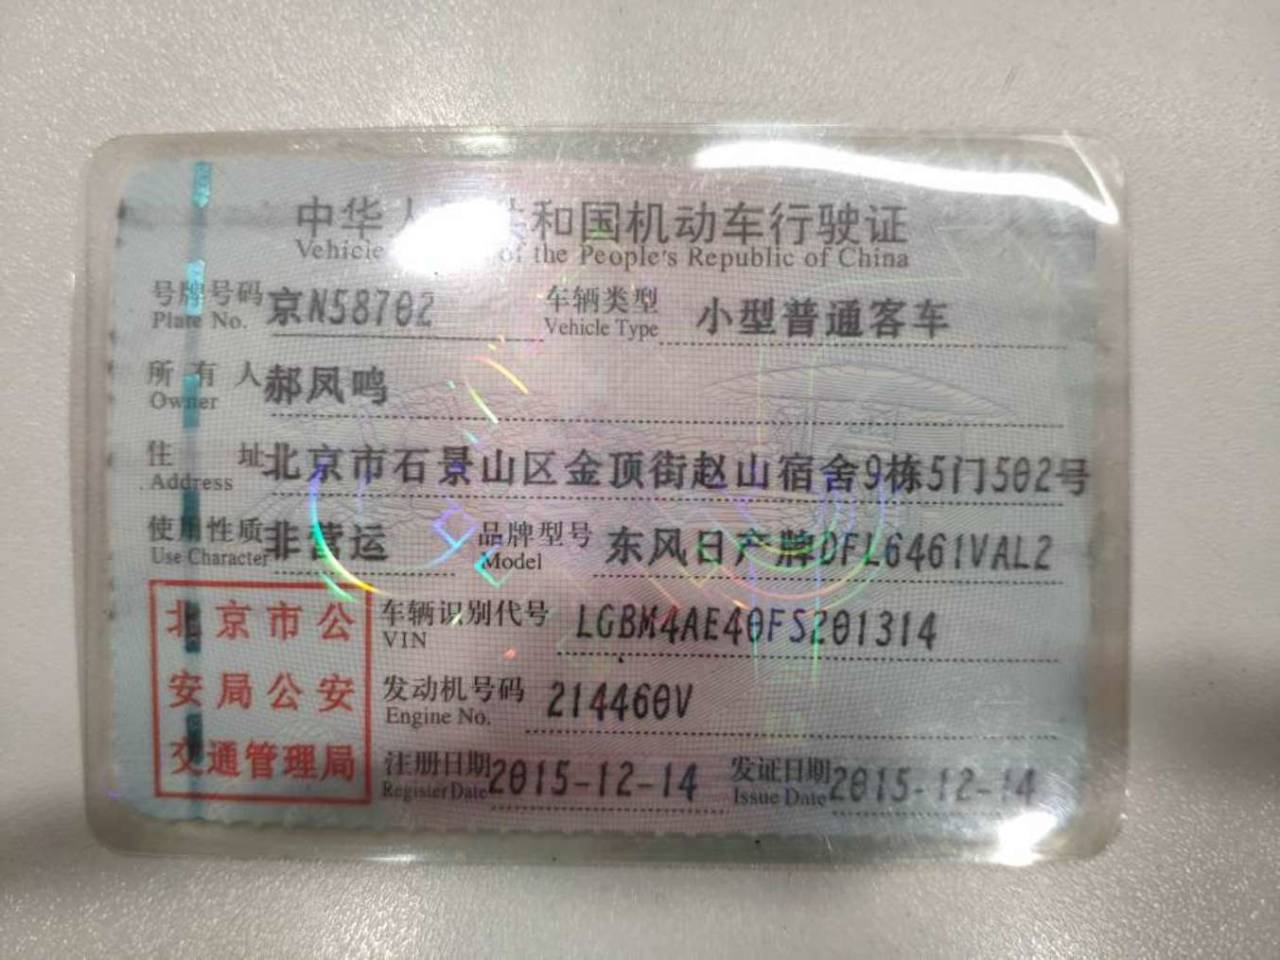 中华人 共和国机动车行驶证
Vehicle of the People's Republic of China
号牌号码 京N58702 车辆类型 小型普通客车
Plate No. Vehicle Type
所有人 郝凤鸣
Owner
住址 北京市石景山区金顶街赵山宿舍9栋5门502号
Address
使用性质 非营运 品牌型号 东风日产牌DFL6461VAL2
Use Character Model
北京市公
安局公安
交通管理局
车辆识别代号 LGBM4AE40FS201314
VIN
发动机号码 214460V
Engine No.
注册日期 2015-12-14 发证日期 2015-12-14
Register Date Issue Date